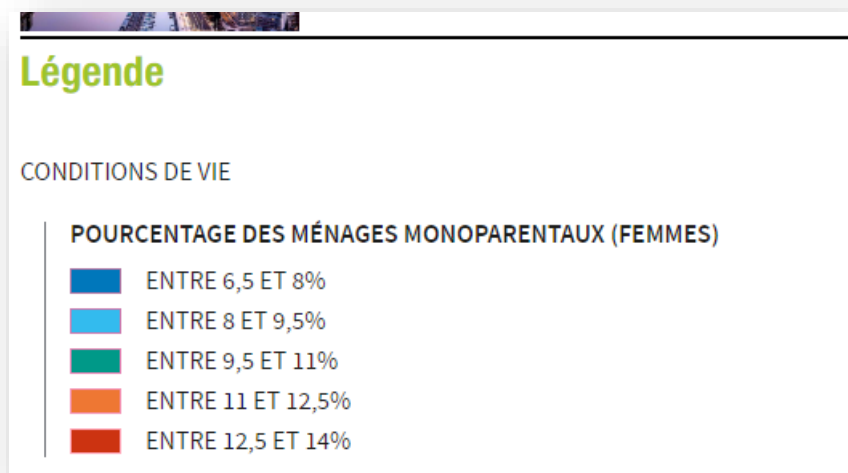 Légende
CONDITIONS DE VIE
POURCENTAGE DES MÉNAGES MONOPARENTAUX (FEMMES)
ENTRE 6,5 ET 8%
ENTRE 8 ET 9,5%
ENTRE 9,5 ET 11%
ENTRE 11 ET 12,5%
ENTRE 12,5 ET 14%